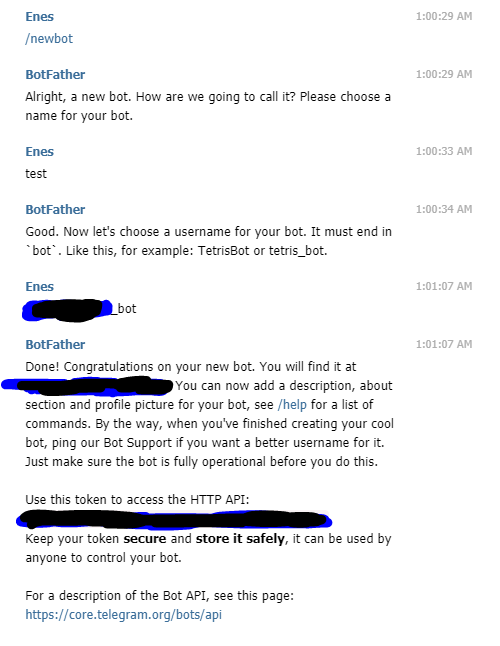 Enes 1:00:29 AM
/newbot
BotFather 1:00:29 AM
Alright, a new bot. How are we going to call it? Please choose a
name for your bot.
Enes 1:00:33 AM
test
BotFather 1:00:34 AM
Good. Now let's choose a username for your bot. It must end in
`bot`. Like this, for example: TetrisBot or tetris_bot.
Enes 1:01:07 AM
_bot
BotFather 1:01:07 AM
Done! Congratulations on your new bot. You will find it at
You can now add a description, about
section and profile picture for your bot, see /help for a list of
commands. By the way, when you've finished creating your cool
bot, ping our Bot Support if you want a better username for it.
Just make sure the bot is fully operational before you do this.
Use this token to access the HTTP API:
Keep your token secure and store it safely, it can be used by
anyone to control your bot.
For a description of the Bot API, see this page:
https://core.telegram.org/bots/api